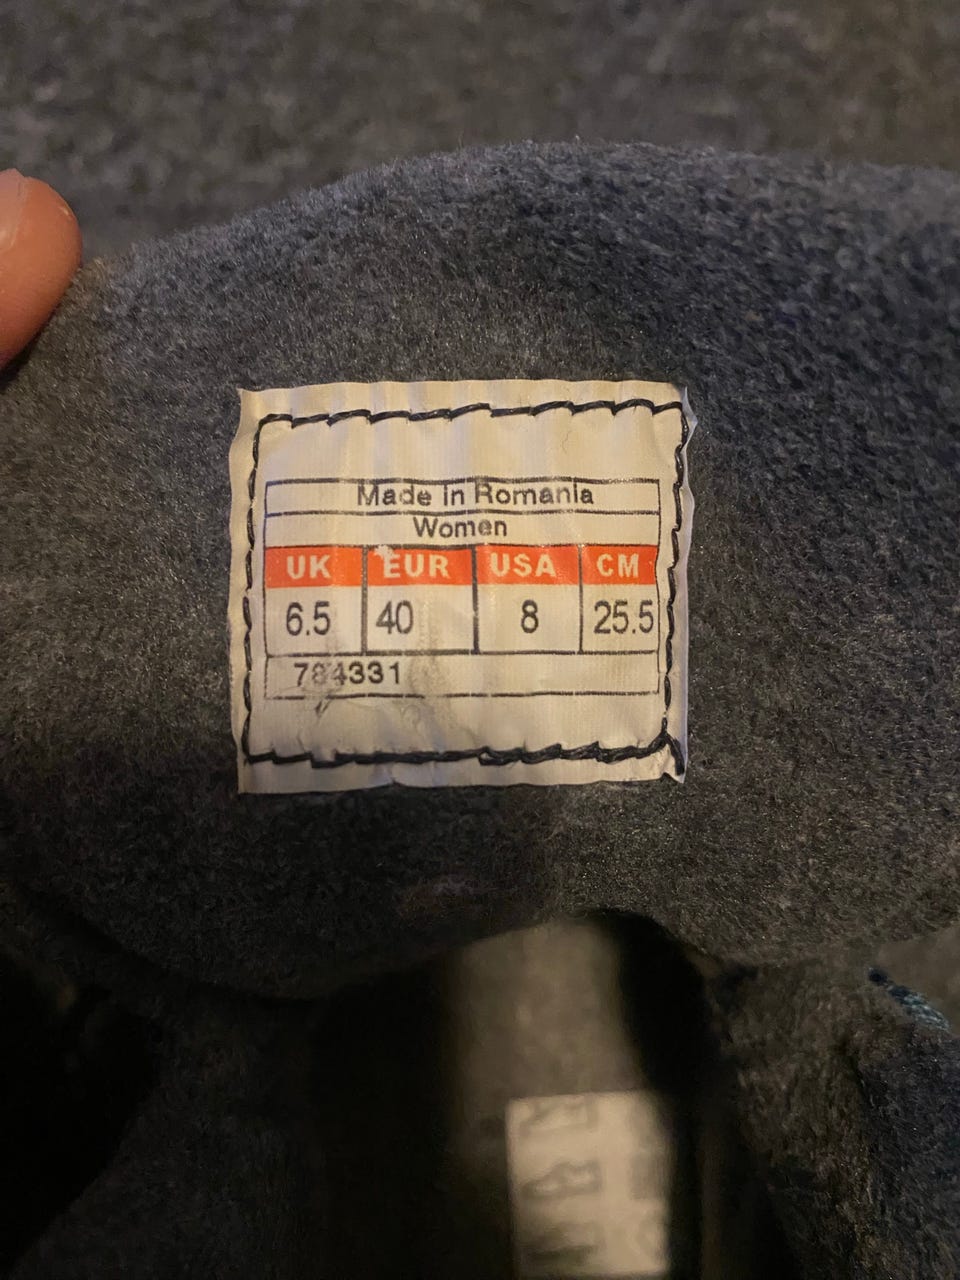 Made in Romania
Women
UK EUR USA CM
6.5 40 8 25.5
784331